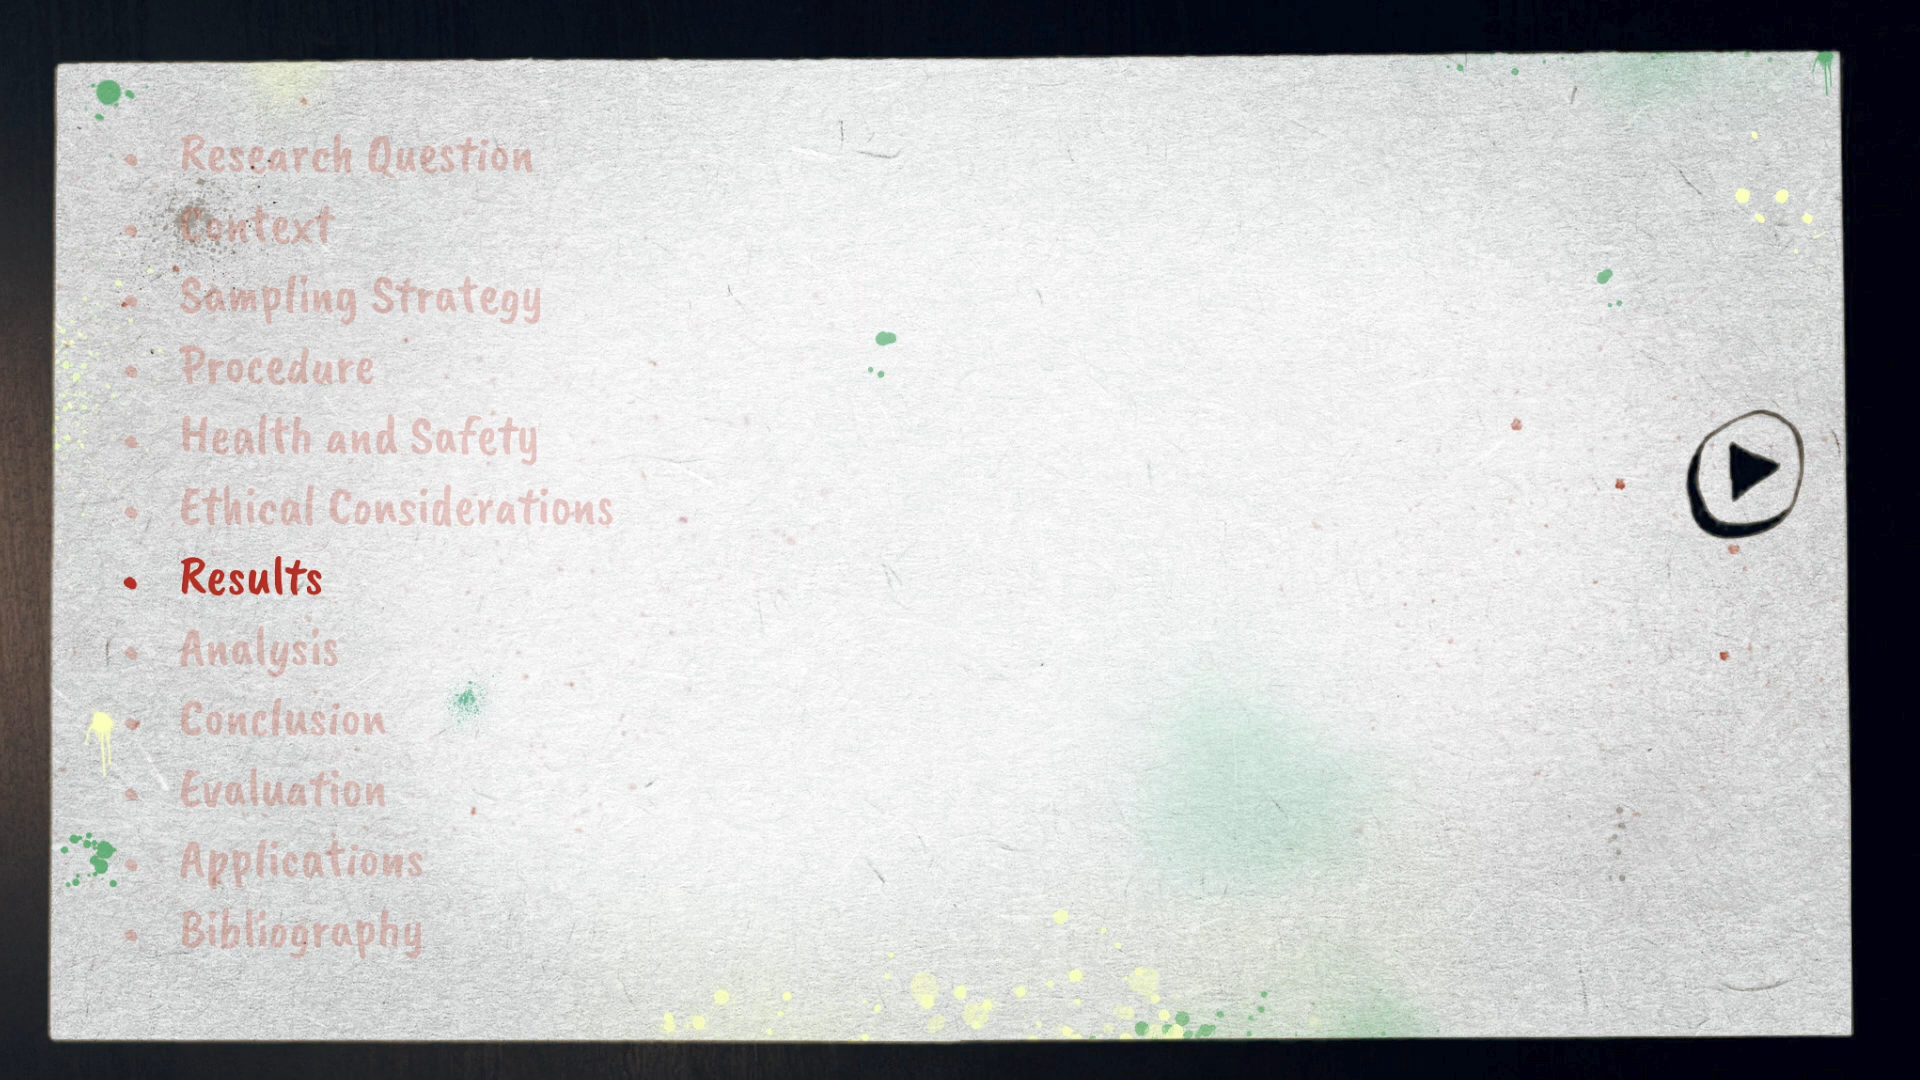 • Research Question
• Context
• Sampling Strategy
• Procedure
• Health and Safety
• Ethical Considerations
• Results
• Analysis
• Conclusion
• Evaluation
• Applications
• Bibliography